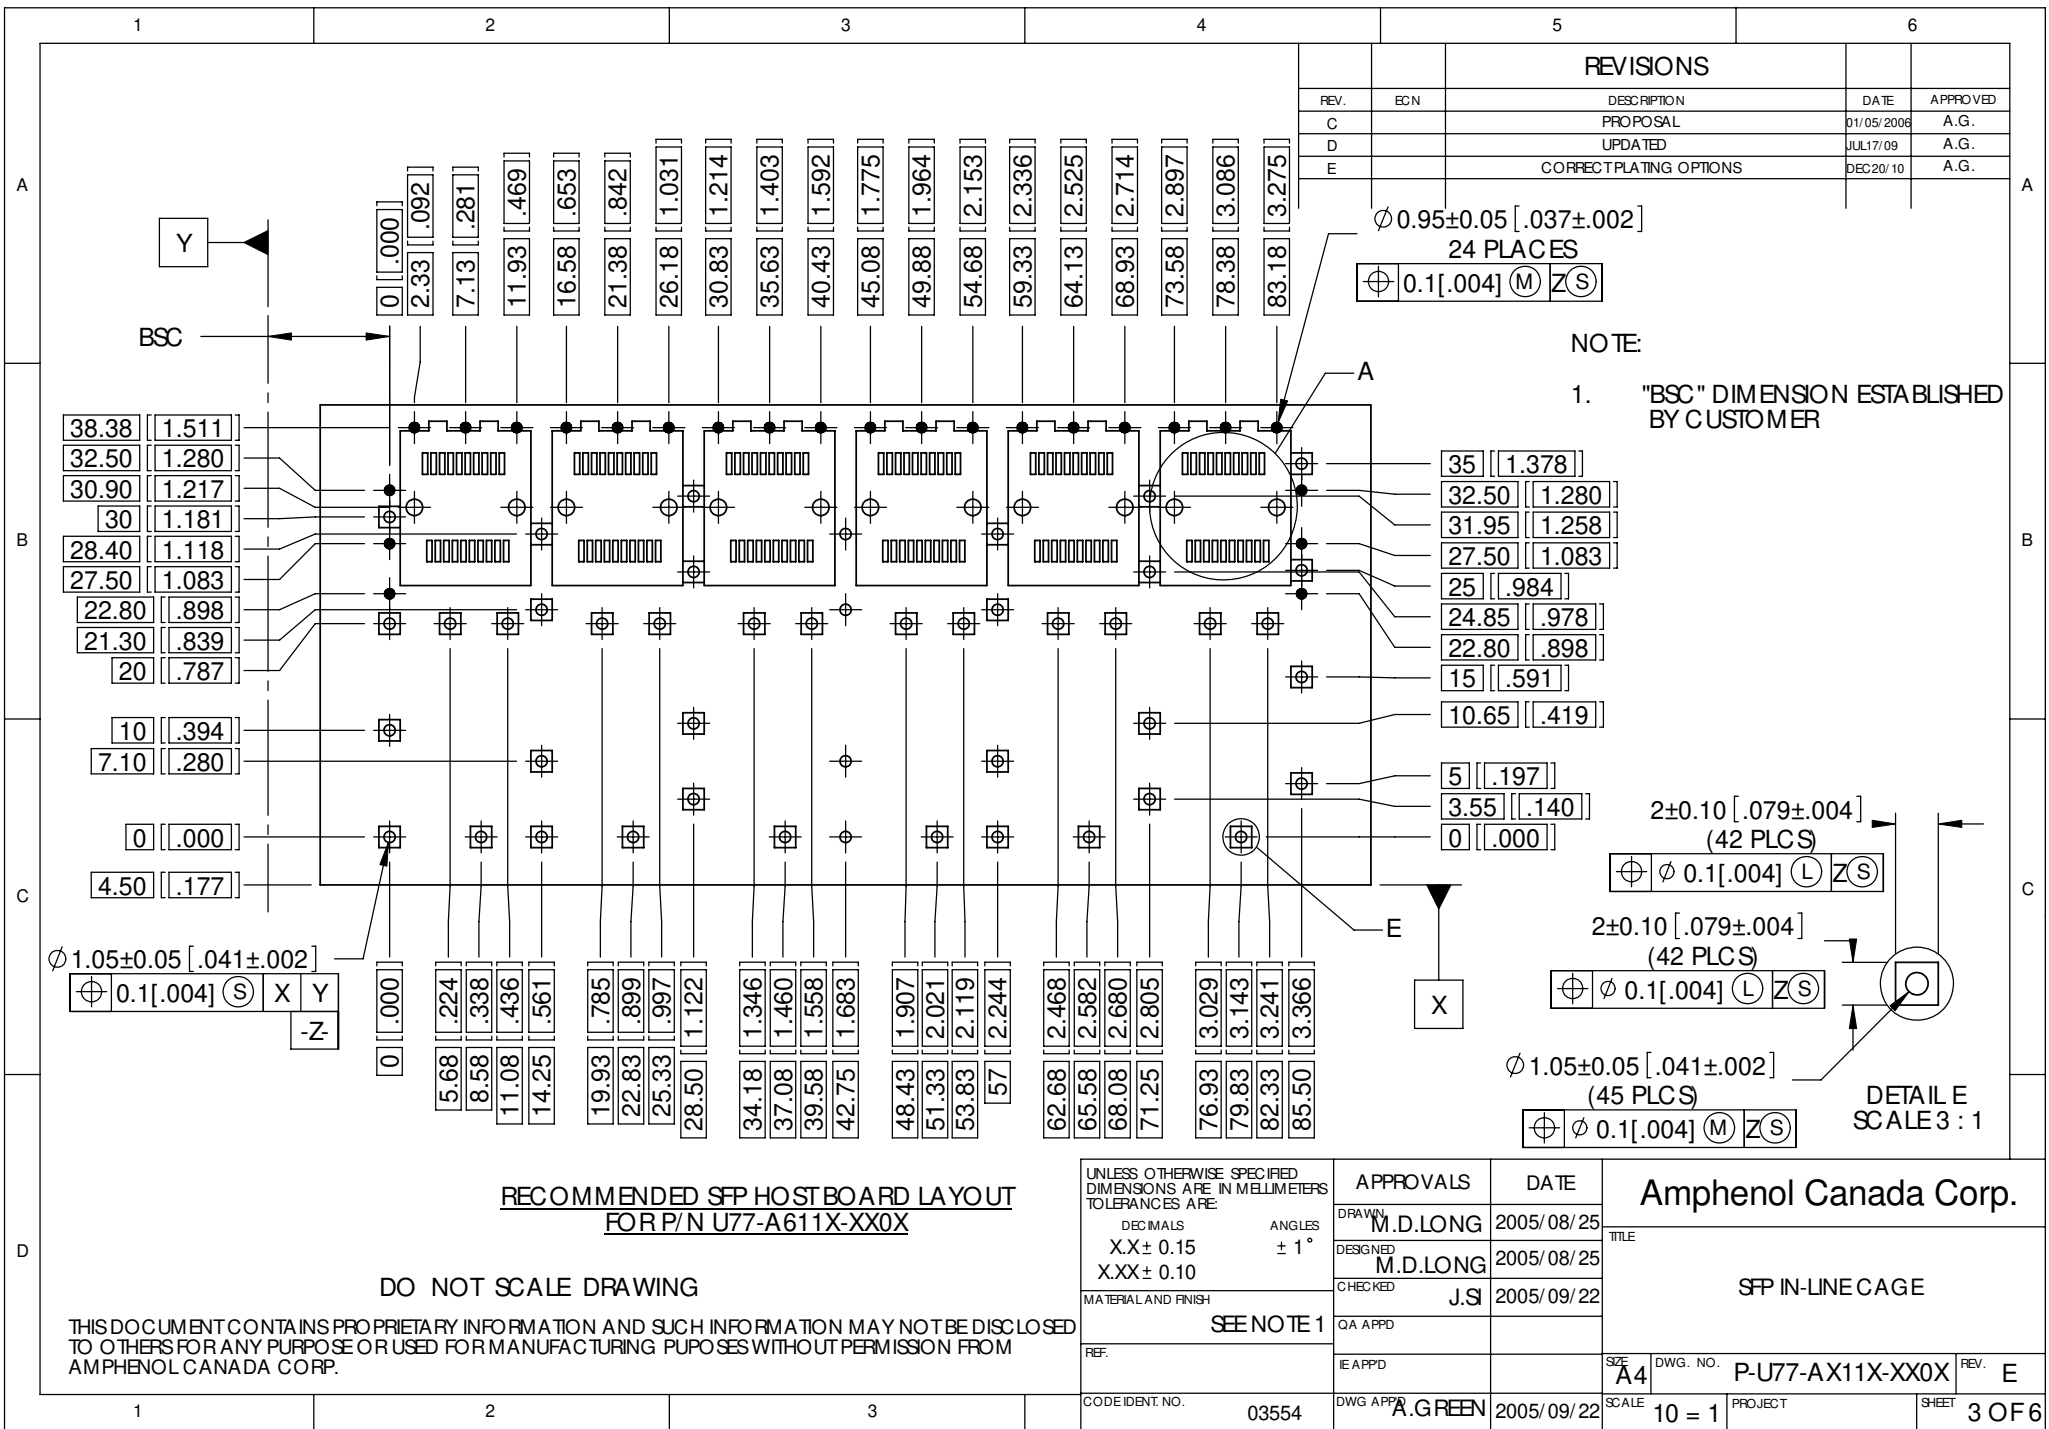 1 2 3 4 5 6
REVISIONS
REV. ECN DESCRIPTION DATE APPROVED
C PROPOSAL 01/05/2006 A.G.
D UPDATED JUL17/09 A.G.
E CORRECT PLATING OPTIONS DEC20/10 A.G.
A
A
Y
BSC
0 [.000]
2.33 [.092]
7.13 [.281]
11.93 [.469]
16.58 [.653]
21.38 [.842]
26.18 [1.031]
30.83 [1.214]
35.63 [1.403]
40.43 [1.592]
45.08 [1.775]
49.88 [1.964]
54.68 [2.153]
59.33 [2.336]
64.13 [2.525]
68.93 [2.714]
73.58 [2.897]
78.38 [3.086]
83.18 [3.275]
Ø 0.95±0.05 [.037±.002]
24 PLACES
⌖ 0.1[.004] Ⓜ Z Ⓢ
NOTE:
1. "BSC" DIMENSION ESTABLISHED
BY CUSTOMER
A
B
B
38.38 [1.511]
32.50 [1.280]
30.90 [1.217]
30 [1.181]
28.40 [1.118]
27.50 [1.083]
22.80 [.898]
21.30 [.839]
20 [.787]
10 [.394]
7.10 [.280]
0 [.000]
4.50 [.177]
35 [1.378]
32.50 [1.280]
31.95 [1.258]
27.50 [1.083]
25 [.984]
24.85 [.978]
22.80 [.898]
15 [.591]
10.65 [.419]
5 [.197]
3.55 [.140]
0 [.000]
C
C
E
X
Ø 1.05±0.05 [.041±.002]
⌖ 0.1[.004] Ⓢ X Y
-Z-
0 [.000]
5.68 [.224]
8.58 [.338]
11.08 [.436]
14.25 [.561]
19.93 [.785]
22.83 [.899]
25.33 [.997]
28.50 [1.122]
34.18 [1.346]
37.08 [1.460]
39.58 [1.558]
42.75 [1.683]
48.43 [1.907]
51.33 [2.021]
53.83 [2.119]
57 [2.244]
62.68 [2.468]
65.58 [2.582]
68.08 [2.680]
71.25 [2.805]
76.93 [3.029]
79.83 [3.143]
82.33 [3.241]
85.50 [3.366]
2±0.10 [.079±.004]
(42 PLCS)
⌖ Ø 0.1[.004] Ⓛ Z Ⓢ
2±0.10 [.079±.004]
(42 PLCS)
⌖ Ø 0.1[.004] Ⓛ Z Ⓢ
Ø 1.05±0.05 [.041±.002]
(45 PLCS)
⌖ Ø 0.1[.004] Ⓜ Z Ⓢ
DETAIL E
SCALE 3 : 1
RECOMMENDED SFP HOST BOARD LAYOUT
FOR P/N U77-A611X-XX0X
D
DO NOT SCALE DRAWING
THIS DOCUMENT CONTAINS PROPRIETARY INFORMATION AND SUCH INFORMATION MAY NOT BE DISCLOSED
TO OTHERS FOR ANY PURPOSE OR USED FOR MANUFACTURING PUPOSES WITHOUT PERMISSION FROM
AMPHENOL CANADA CORP.
UNLESS OTHERWISE SPECIFIED
DIMENSIONS ARE IN MELLIMETERS
TOLERANCES ARE:
DECIMALS ANGLES
X.X ± 0.15 ± 1°
X.XX ± 0.10
MATERIAL AND FINISH
SEE NOTE 1
REF.
CODE IDENT. NO. 03554
APPROVALS DATE
DRAWN M.D.LONG 2005/08/25
DESIGNED M.D.LONG 2005/08/25
CHECKED J.SI 2005/09/22
QA APPD
IE APP'D
DWG APP'D A.GREEN 2005/09/22
Amphenol Canada Corp.
TITLE
SFP IN-LINE CAGE
SIZE A4 DWG. NO. P-U77-AX11X-XX0X REV. E
SCALE 10 = 1 PROJECT SHEET 3 OF 6
1 2 3